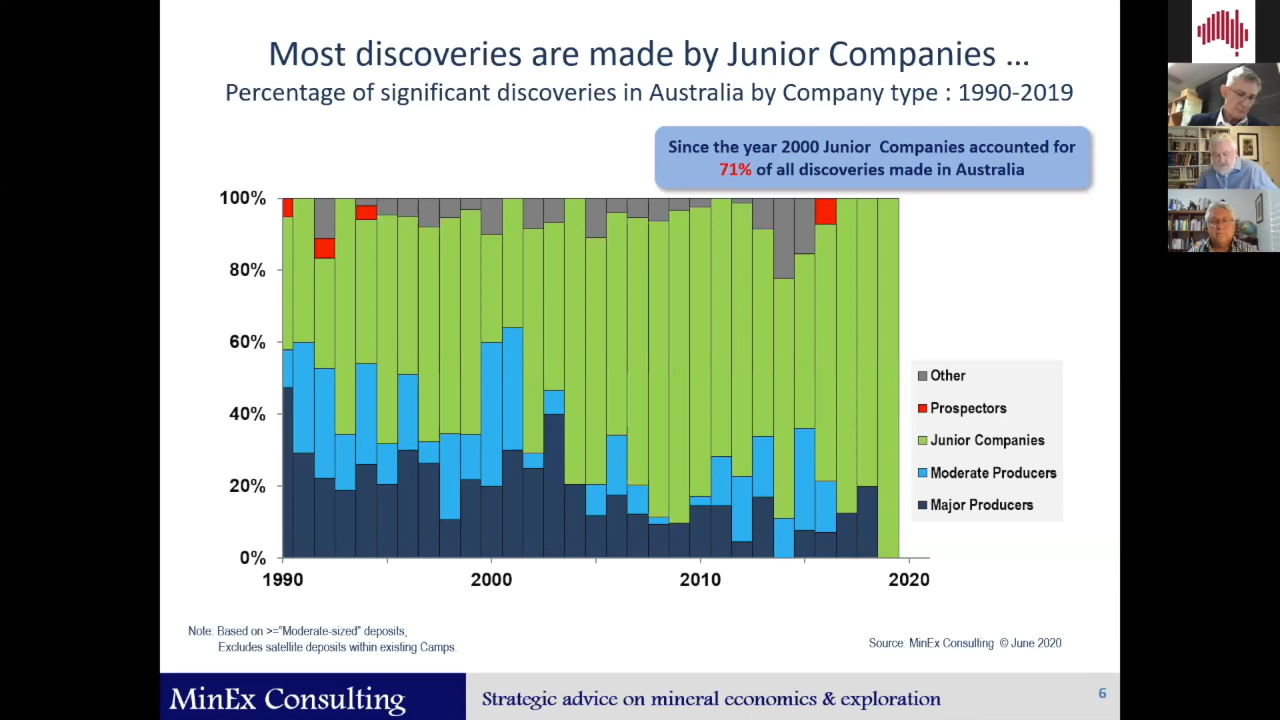 Most discoveries are made by Junior Companies ...
Percentage of significant discoveries in Australia by Company type : 1990-2019
Since the year 2000 Junior Companies accounted for
71% of all discoveries made in Australia
100%
80%
60%
40%
20%
0%
1990
2000
2010
2020
Other
Prospectors
Junior Companies
Moderate Producers
Major Producers
Note: Based on >="Moderate-sized" deposits,
Excludes satellite deposits within existing Camps.
Source: MinEx Consulting © June 2020
MinEx Consulting
Strategic advice on mineral economics & exploration
6